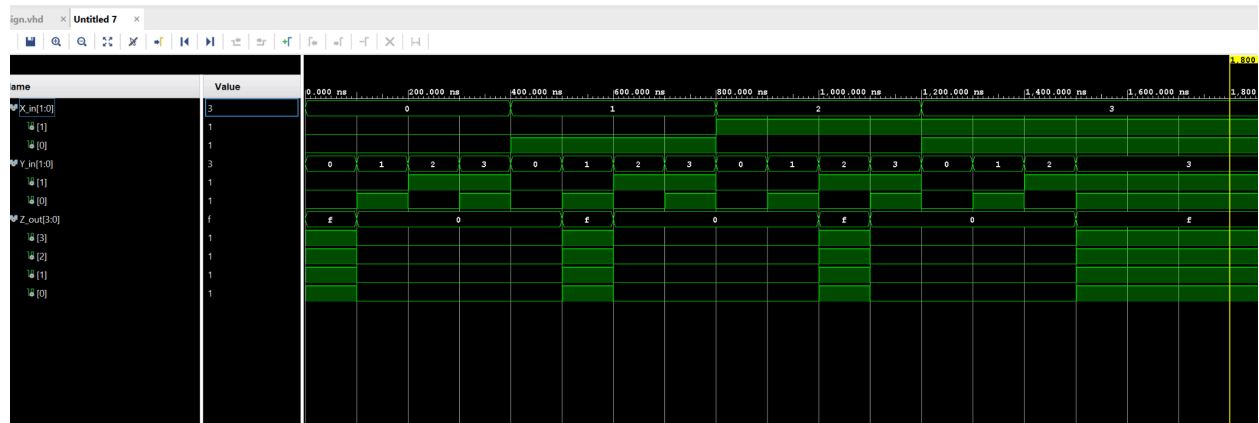 ign.vhd × Untitled 7 ×
1,800
ame Value 0.000 ns 200.000 ns 400.000 ns 600.000 ns 800.000 ns 1,000.000 ns 1,200.000 ns 1,400.000 ns 1,600.000 ns 1,800
X_in[1:0] 3 0 1 2 3
[1] 1
[0] 1
Y_in[1:0] 3 0 1 2 3 0 1 2 3 0 1 2 3 0 1 2 3
[1] 1
[0] 1
Z_out[3:0] f f 0 f 0 f 0 f
[3] 1
[2] 1
[1] 1
[0] 1